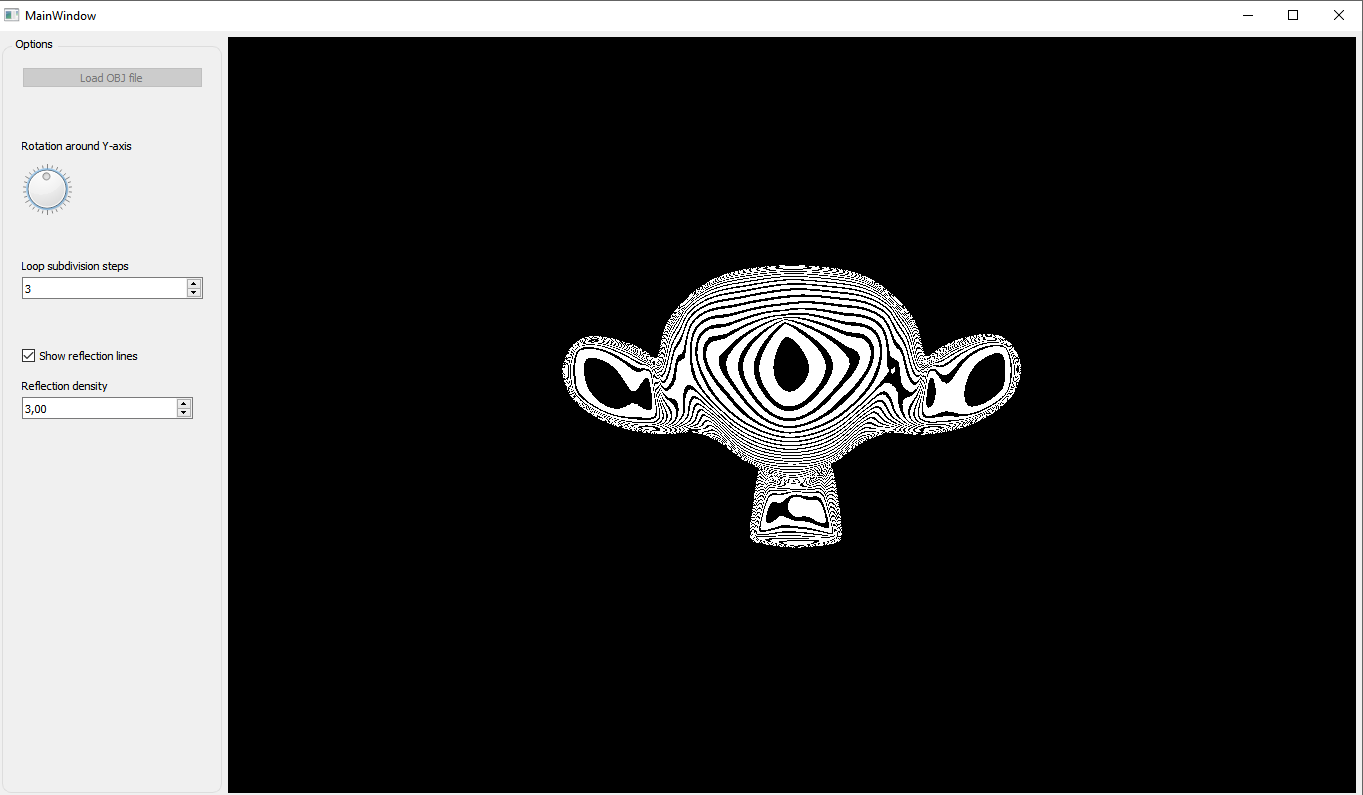 MainWindow
Options
Load OBJ file
Rotation around Y-axis
Loop subdivision steps
3
Show reflection lines
Reflection density
3,00